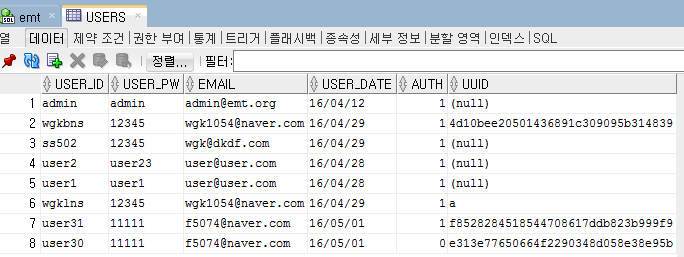 emt USERS
열 데이터 제약 조건 권한 부여 통계 트리거 플래시백 종속성 세부 정보 분할 영역 인덱스 SQL
정렬... 필터:
USER_ID USER_PW EMAIL USER_DATE AUTH UUID
1 admin admin admin@emt.org 16/04/12 1 (null)
2 wgkbns 12345 wgk1054@naver.com 16/04/29 1 4d10bee20501436891c309095b314839
3 ss502 12345 wgk@dkdf.com 16/04/29 1 (null)
4 user2 user23 user@user.com 16/04/28 1 (null)
5 user1 user1 user@user.com 16/04/28 1 (null)
6 wgklns 12345 wgk1054@naver.com 16/04/29 1 a
7 user31 11111 f5074@naver.com 16/05/01 1 f8528284518544708617ddb823b999f9
8 user30 11111 f5074@naver.com 16/05/01 0 e313e77650664f2290348d058e38e95b